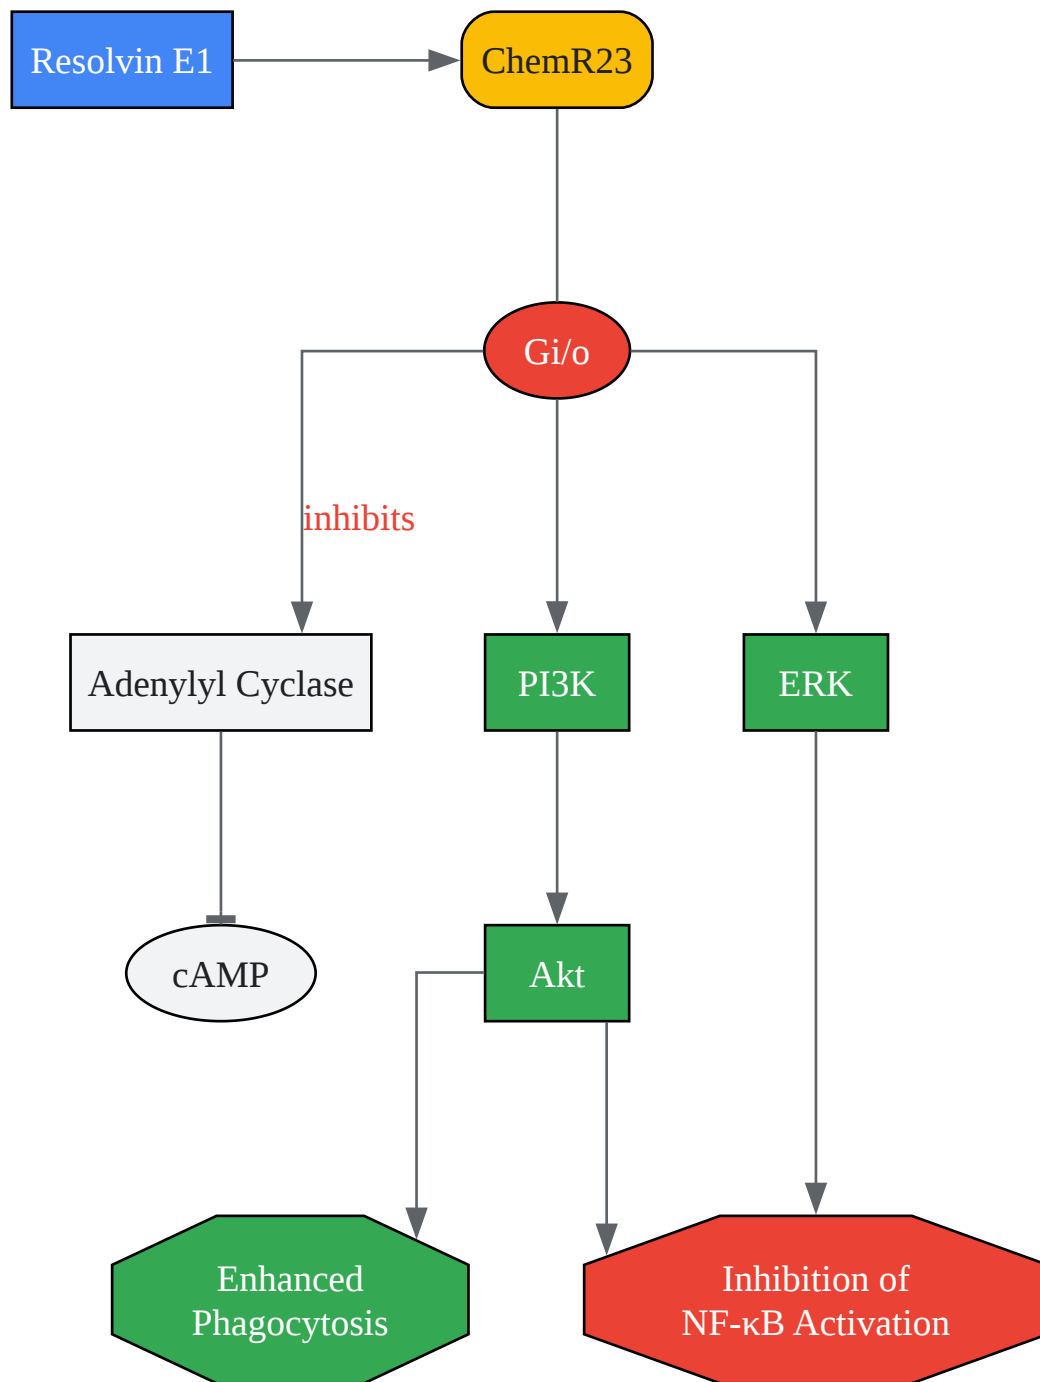 Resolvin E1
ChemR23
Gi/o
inhibits
Adenylyl Cyclase
PI3K
ERK
cAMP
Akt
Enhanced
Phagocytosis
Inhibition of
NF-κB Activation